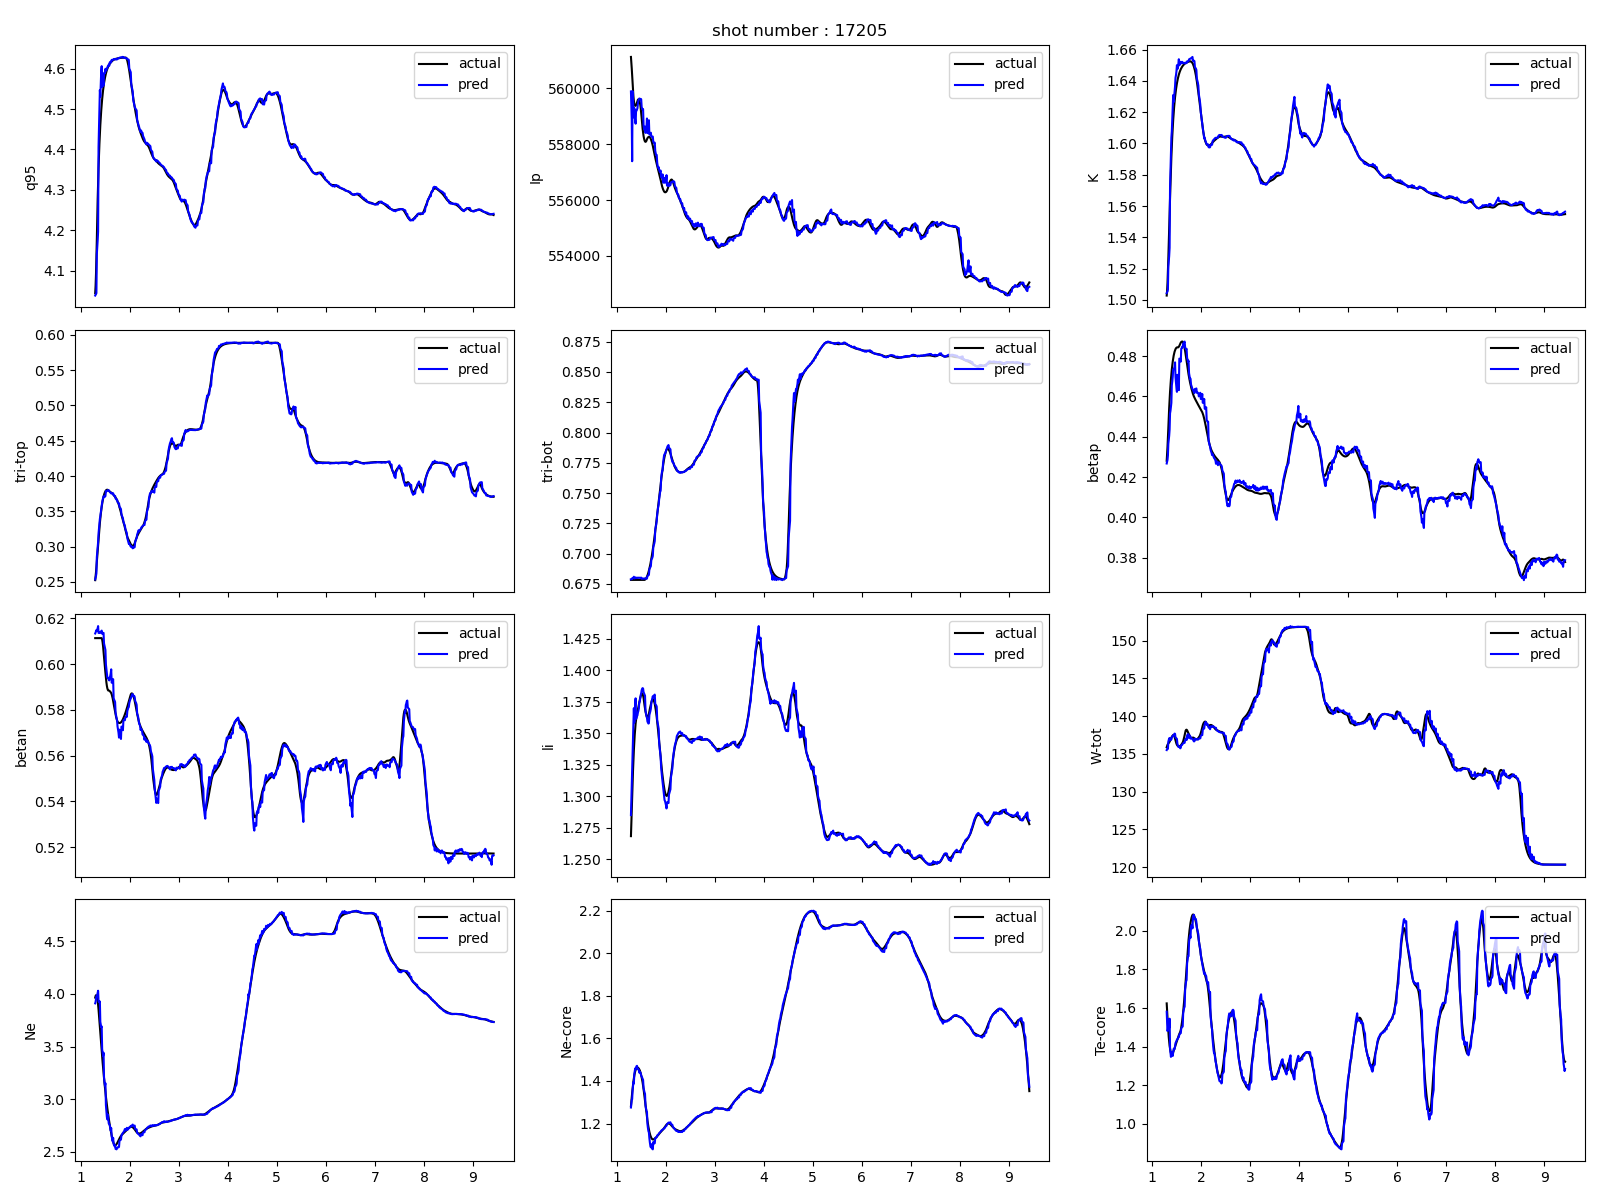 shot number : 17205
q95
4.6
4.5
4.4
4.3
4.2
4.1
actual
pred
Ip
560000
558000
556000
554000
actual
pred
K
1.66
1.64
1.62
1.60
1.58
1.56
1.54
1.52
1.50
actual
pred
tri-top
0.60
0.55
0.50
0.45
0.40
0.35
0.30
0.25
actual
pred
tri-bot
0.875
0.850
0.825
0.800
0.775
0.750
0.725
0.700
0.675
actual
pred
betap
0.48
0.46
0.44
0.42
0.40
0.38
actual
pred
betan
0.62
0.60
0.58
0.56
0.54
0.52
actual
pred
li
1.425
1.400
1.375
1.350
1.325
1.300
1.275
1.250
actual
pred
W-tot
150
145
140
135
130
125
120
actual
pred
Ne
4.5
4.0
3.5
3.0
2.5
actual
pred
1 2 3 4 5 6 7 8 9
Ne-core
2.2
2.0
1.8
1.6
1.4
1.2
actual
pred
1 2 3 4 5 6 7 8 9
Te-core
2.0
1.8
1.6
1.4
1.2
1.0
actual
pred
1 2 3 4 5 6 7 8 9